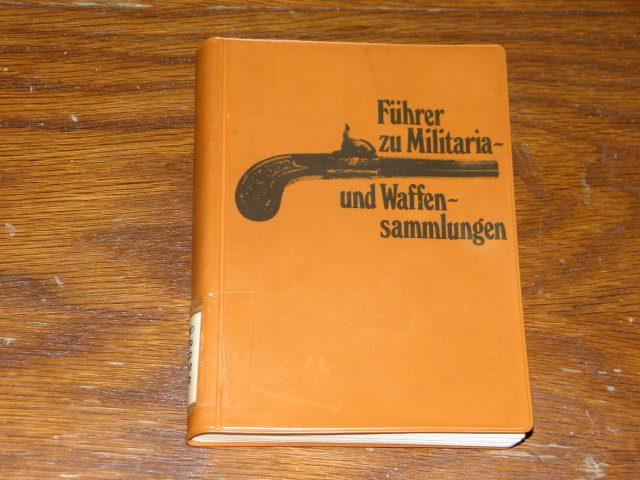 Führer
zu Militaria~
und Waffen~
sammlungen